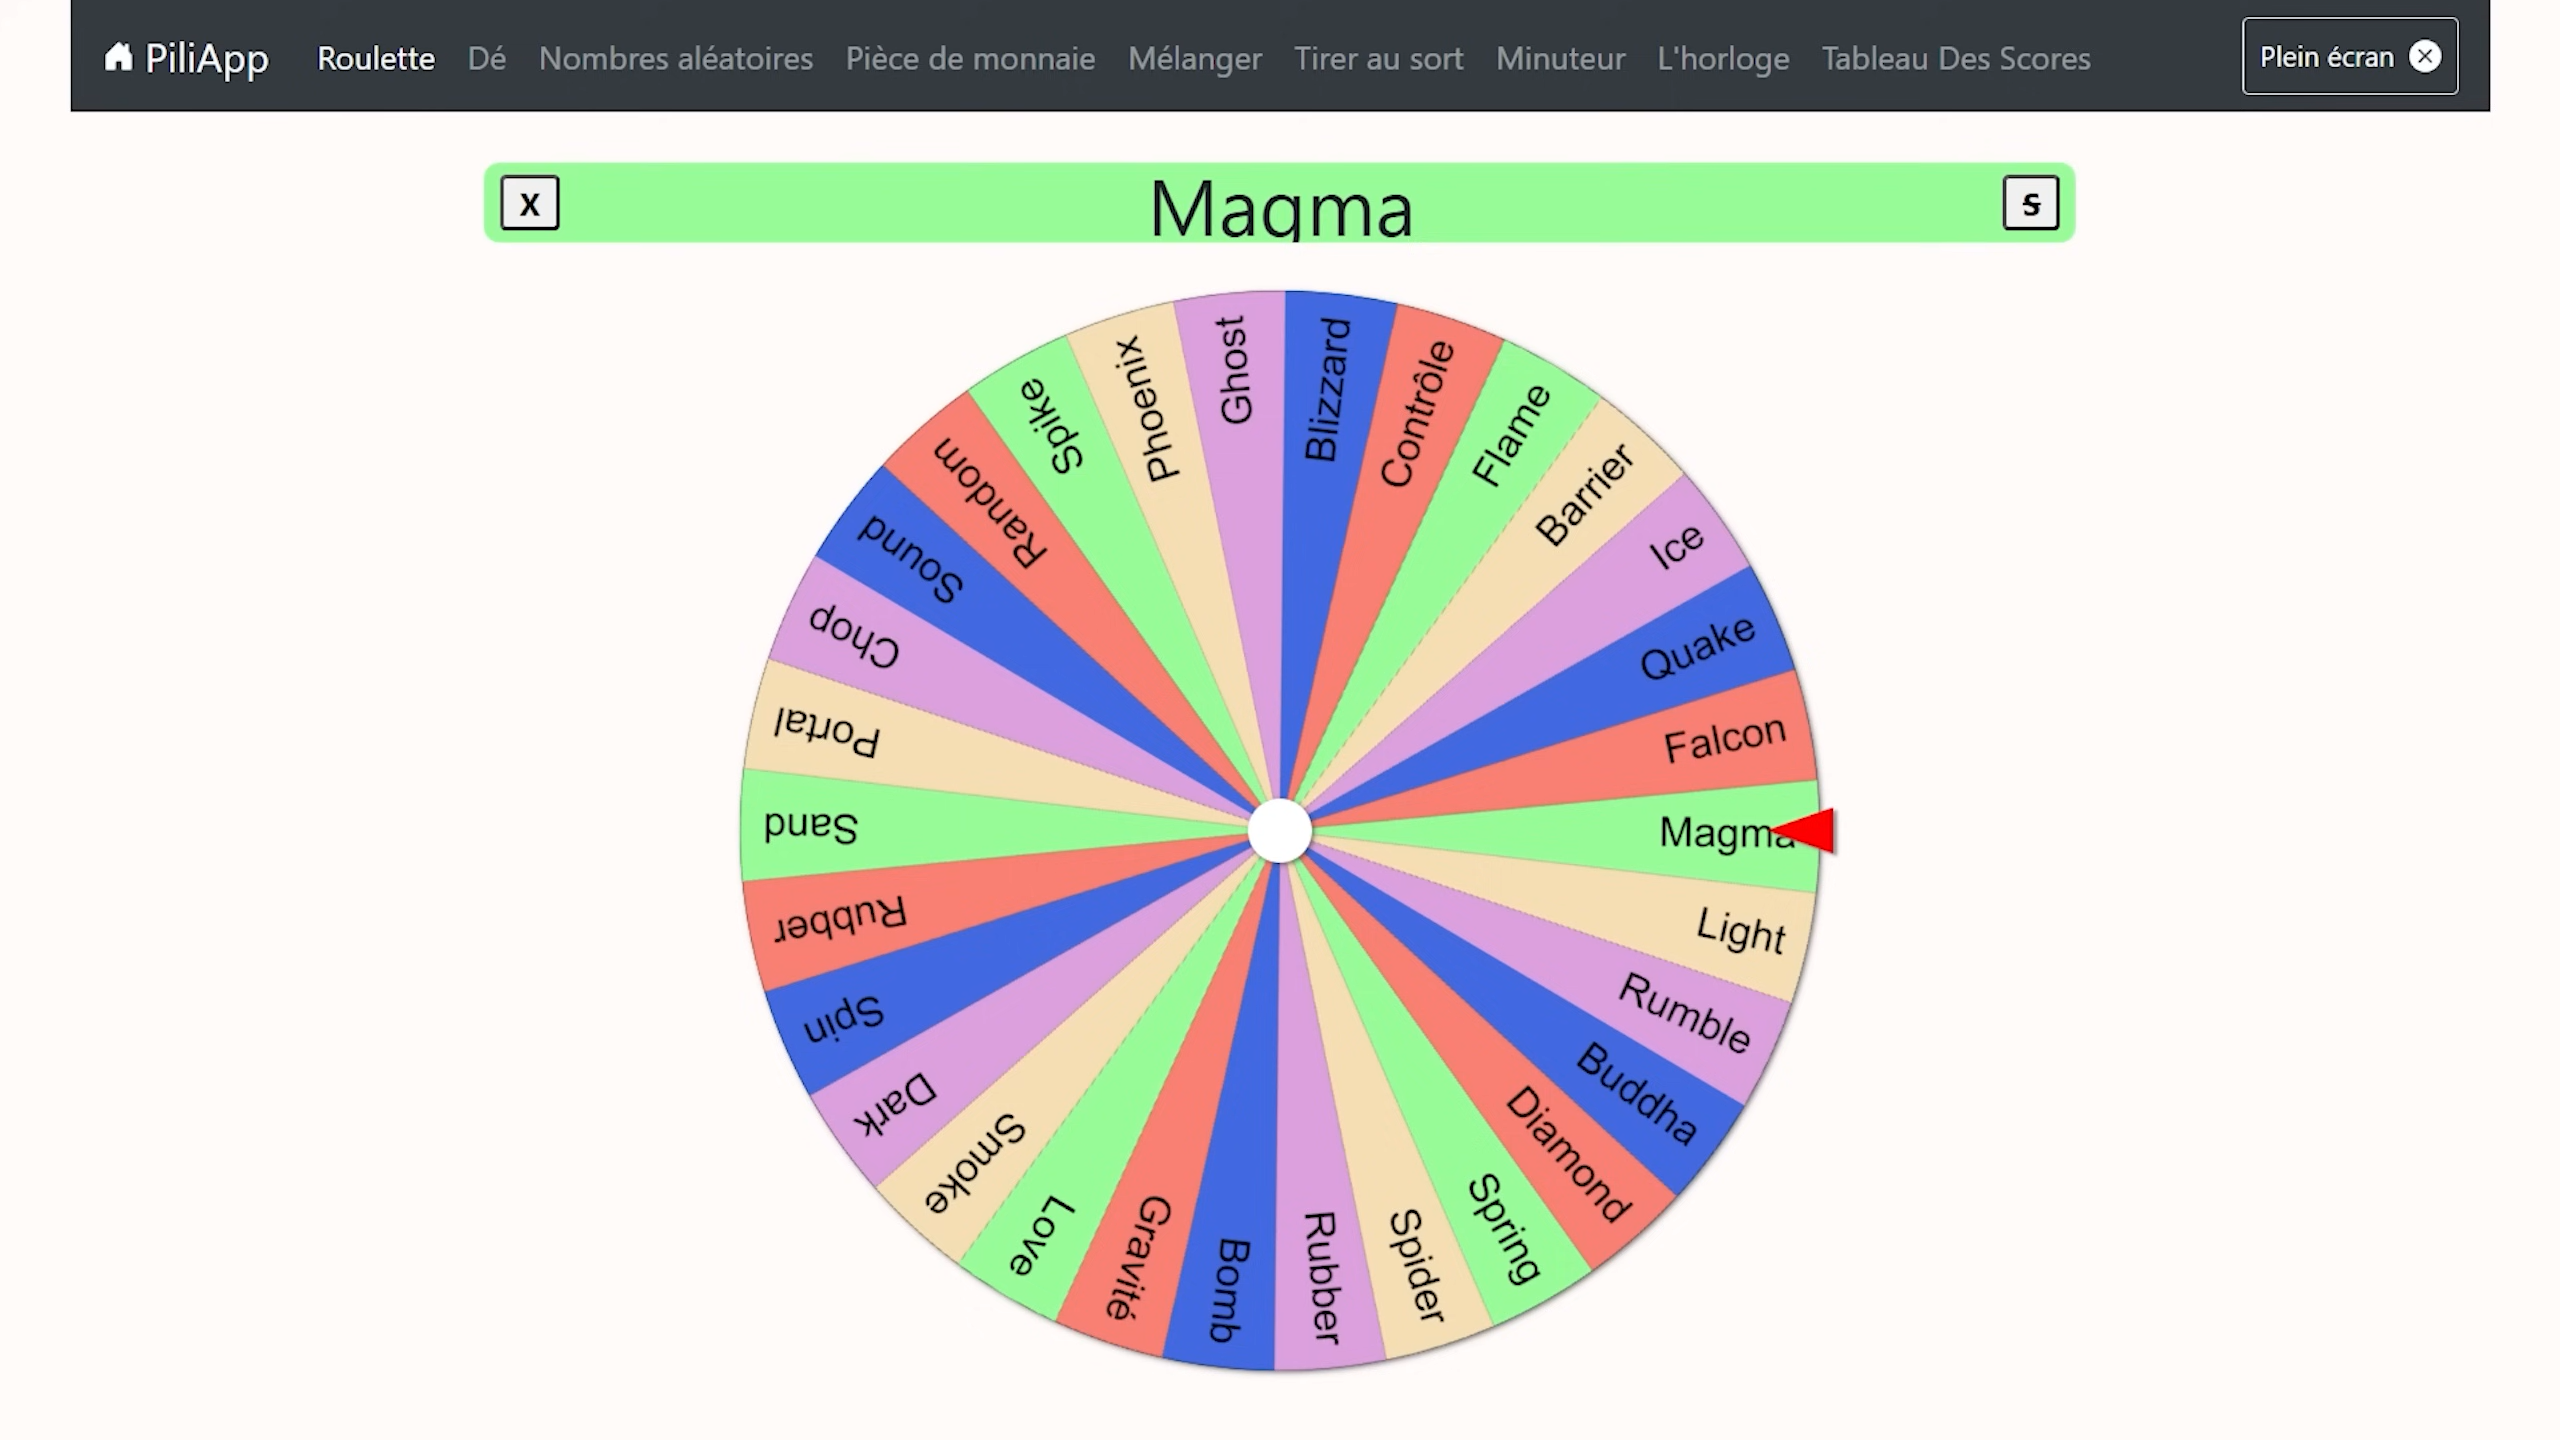 PiliApp Roulette Dé Nombres aléatoires Pièce de monnaie Mélanger Tirer au sort Minuteur L'horloge Tableau Des Scores Plein écran
X Magma S
Ghost
Blizzard
Contrôle
Flame
Barrier
Ice
Quake
Falcon
Magma
Light
Rumble
Buddha
Diamond
Spring
Spider
Rubber
Bomb
Gravité
Love
Smoke
Dark
Spin
Rubber
Sand
Portal
Chop
Sound
Random
Spike
Phoenix